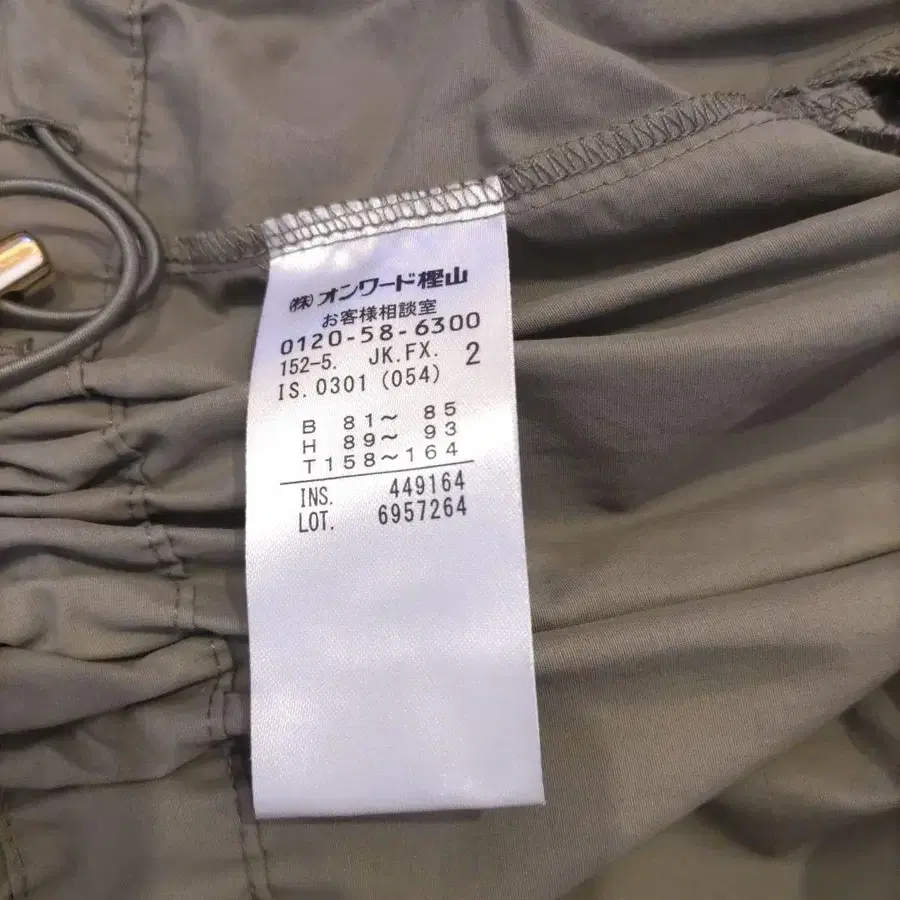 ㈱オンワード樫山
お客様相談室
0120-58-6300
152-5. JK.FX. 2
IS.0301(054)
B 81～ 85
H 89～ 93
T158～164
INS. 449164
LOT. 6957264